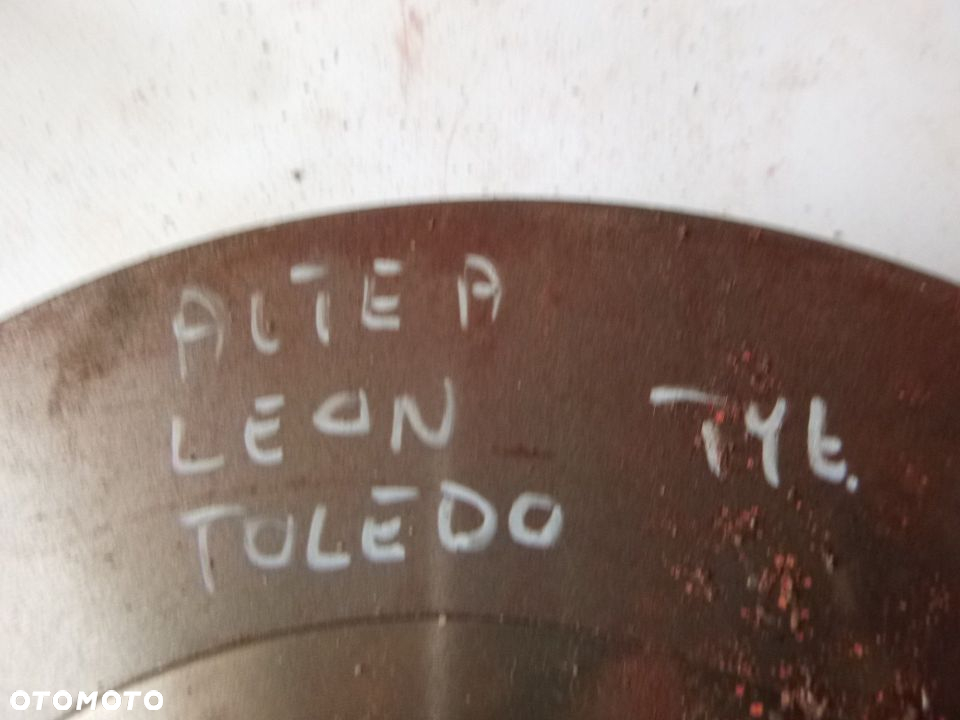 ALTEA
LEON TYŁ.
TOLEDO
OTOMOTO